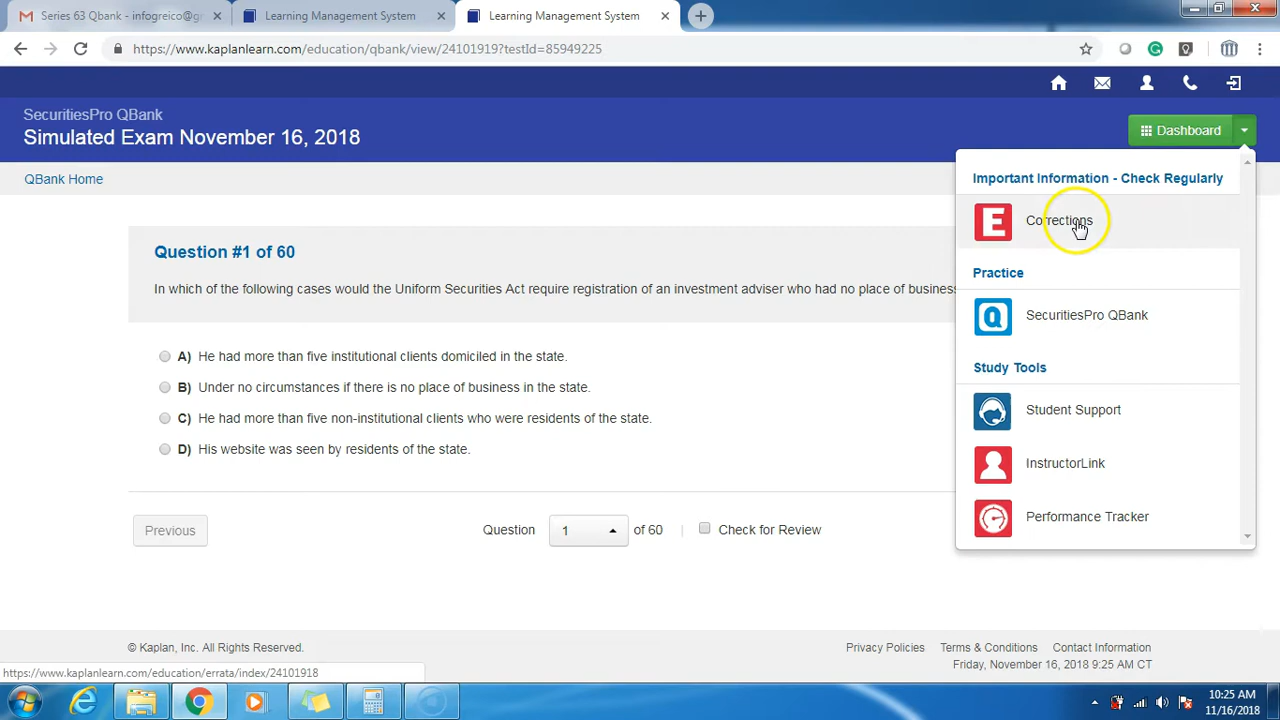 Series 63 Qbank - infogreico@gr
Learning Management System
Learning Management System
https://www.kaplanlearn.com/education/qbank/view/24101919?testId=85949225
SecuritiesPro QBank
Simulated Exam November 16, 2018
Dashboard
QBank Home
Important Information - Check Regularly
E
Corrections
Practice
Q
SecuritiesPro QBank
Study Tools
Student Support
InstructorLink
Performance Tracker
Question #1 of 60
In which of the following cases would the Uniform Securities Act require registration of an investment adviser who had no place of business
A) He had more than five institutional clients domiciled in the state.
B) Under no circumstances if there is no place of business in the state.
C) He had more than five non-institutional clients who were residents of the state.
D) His website was seen by residents of the state.
Previous
Question 1 of 60 | Check for Review
© Kaplan, Inc. All Rights Reserved.
Privacy Policies Terms & Conditions Contact Information
Friday, November 16, 2018 9:25 AM CT
https://www.kaplanlearn.com/education/errata/index/24101918
10:25 AM
11/16/2018